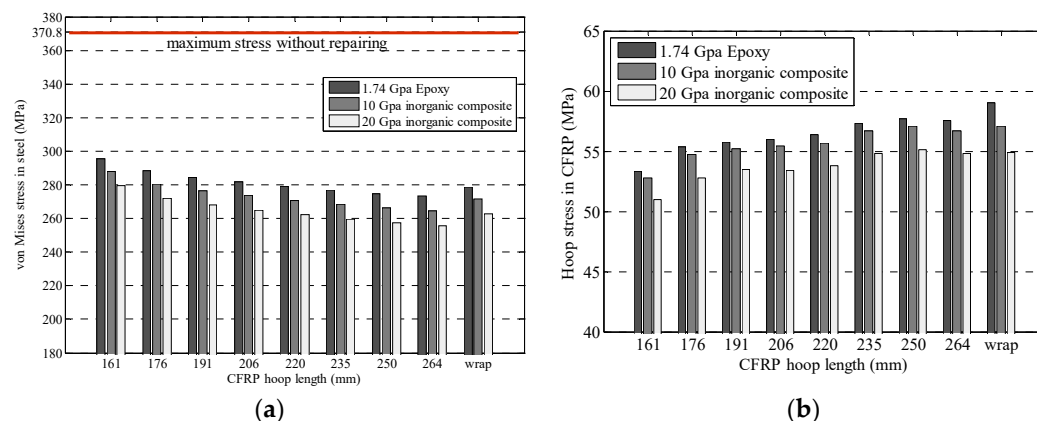 380
370.8
360
340
320
300
280
260
240
220
200
180
von Mises stress in steel (MPa)
maximum stress without repairing
1.74 Gpa Epoxy
10 Gpa inorganic composite
20 Gpa inorganic composite
161 176 191 206 220 235 250 264 wrap
CFRP hoop length (mm)
(a)
65
60
55
50
45
40
Hoop stress in CFRP (MPa)
1.74 Gpa Epoxy
10 Gpa inorganic composite
20 Gpa inorganic composite
161 176 191 206 220 235 250 264 wrap
CFRP hoop length (mm)
(b)